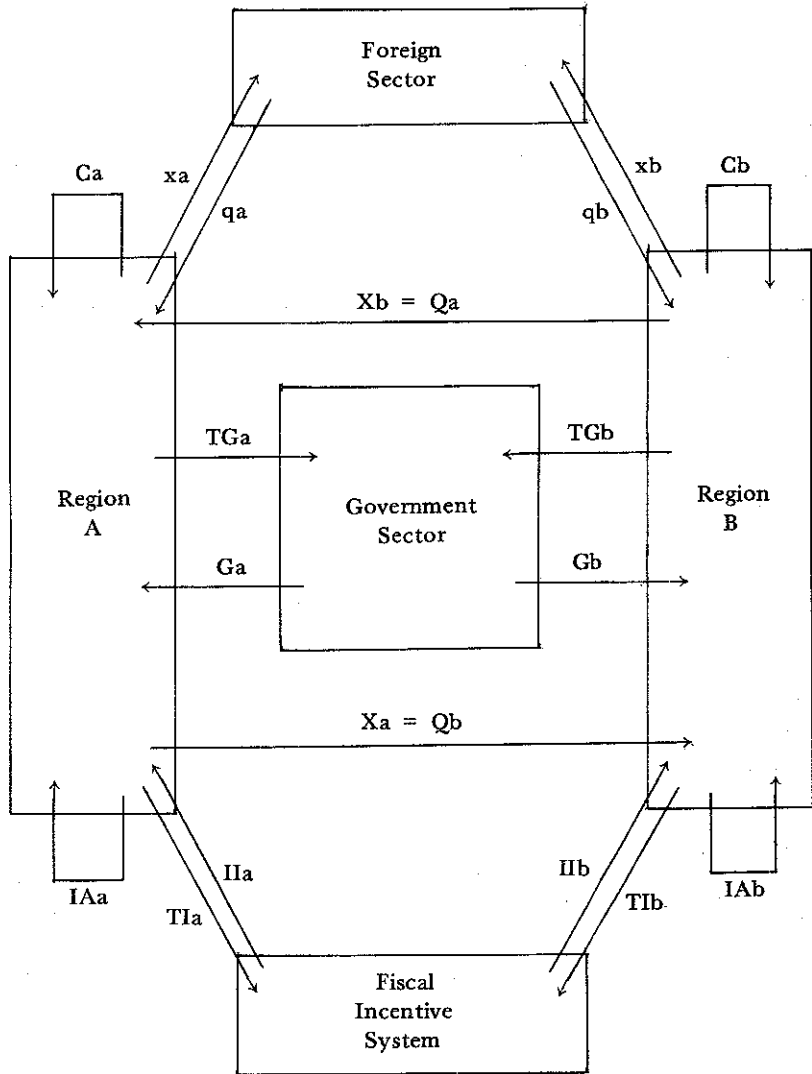 Foreign
Sector
Ca
Cb
xa
xb
qa
qb
Xb = Qa
TGa
TGb
Region
A
Government
Sector
Region
B
Ga
Gb
Xa = Qb
IIa
IIb
IAa
IAb
TIa
TIb
Fiscal
Incentive
System